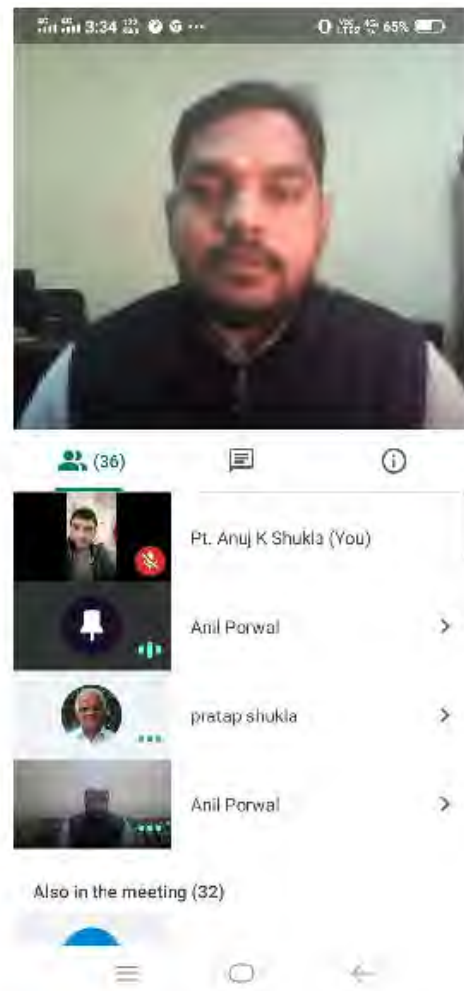 3:34
65%
(36)
Pt. Anuj K Shukla (You)
Anil Porwal
pratap shukla
Anil Porwal
Also in the meeting (32)